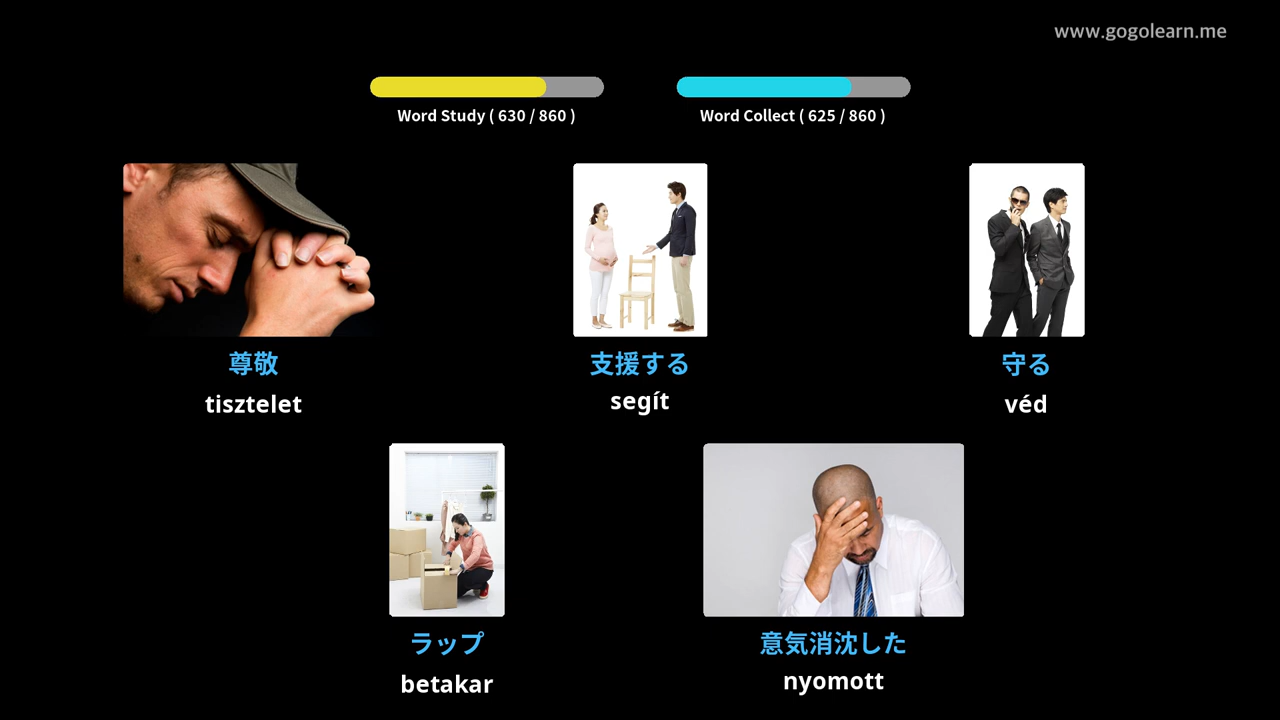 www.gogolearn.me
Word Study ( 630 / 860 )
Word Collect ( 625 / 860 )
尊敬
tisztelet
支援する
segít
守る
véd
ラップ
betakar
意気消沈した
nyomott